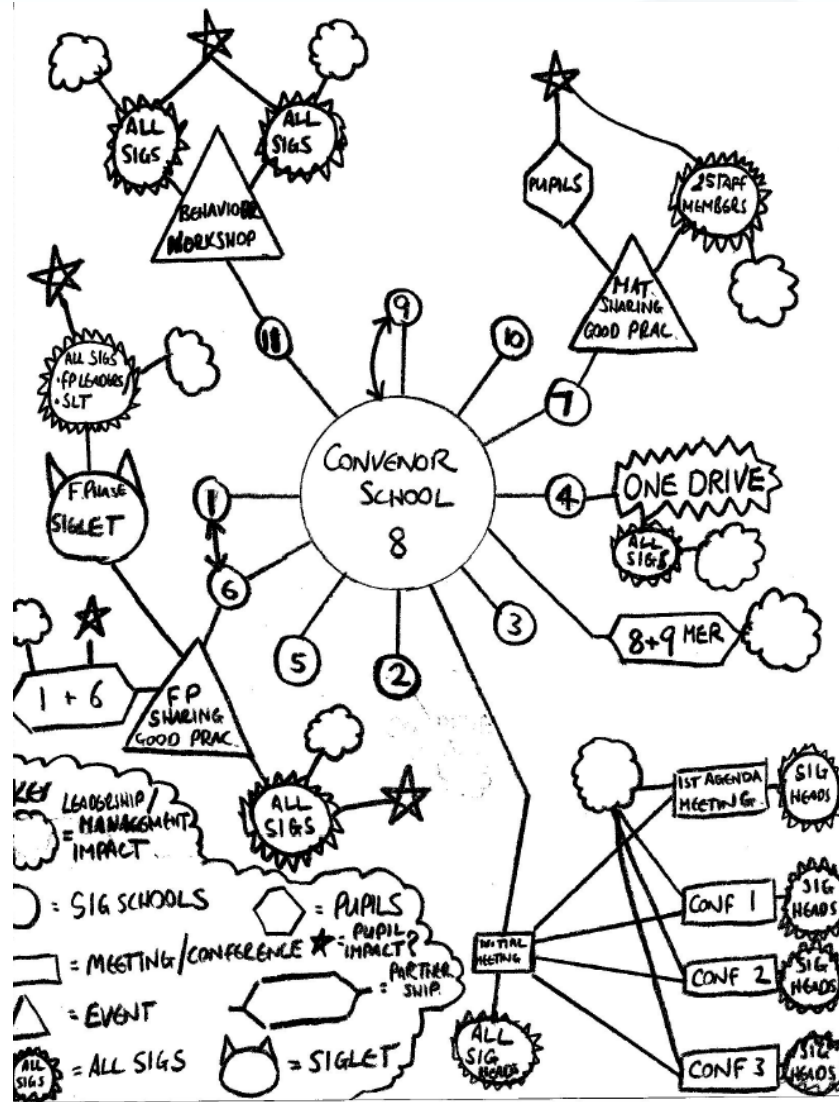 ALL
SIGS
ALL
SIGS
BEHAVIOUR
WORKSHOP
PUPILS
2 STAFF
MEMBERS
MAT
SHARING
GOOD PRAC.
11
9
10
7
ALL SIGS
• FP LEADERS/
• SLT
F. PHASE
SIGLET
CONVENOR
SCHOOL
8
1
6
5
2
3
4
ONE DRIVE
ALL
SIGS
8+9 MER
1 + 6
FP
SHARING
GOOD PRAC.
ALL
SIGS
1ST AGENDA
MEETING
SIG
HEADS
CONF 1
SIG
HEADS
CONF 2
SIG
HEADS
CONF 3
SIG
HEADS
INITIAL
MEETING
ALL
SIG
HEADS
KEY
LEADERSHIP/
= MANAGEMENT
IMPACT
= SIG SCHOOLS
= PUPILS
= MEETING/CONFERENCE
= PUPIL
IMPACT?
= PARTNER
SHIP.
= EVENT
ALL
SIGS
= ALL SIGS
= SIGLET